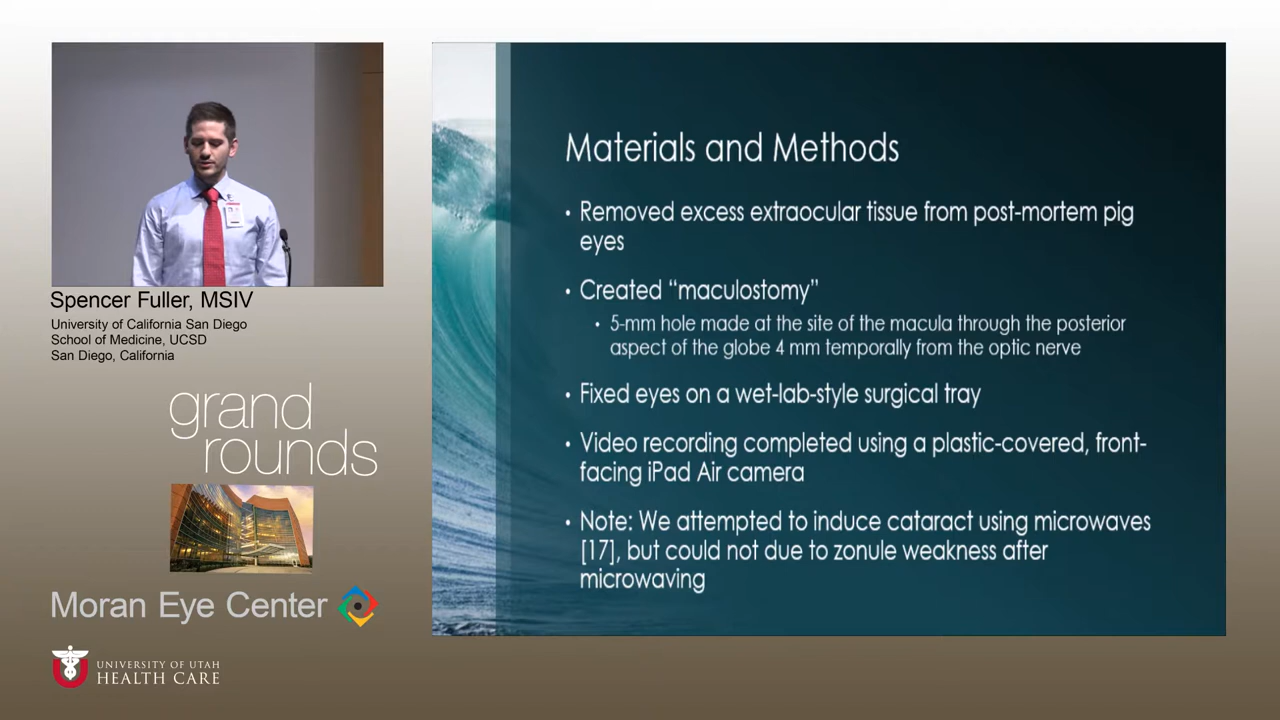 Spencer Fuller, MSIV
University of California San Diego
School of Medicine, UCSD
San Diego, California
grand
rounds
Moran Eye Center
UNIVERSITY OF UTAH
HEALTH CARE
Materials and Methods
• Removed excess extraocular tissue from post-mortem pig
eyes
• Created “maculostomy”
• 5-mm hole made at the site of the macula through the posterior
aspect of the globe 4 mm temporally from the optic nerve
• Fixed eyes on a wet-lab-style surgical tray
• Video recording completed using a plastic-covered, front-
facing iPad Air camera
• Note: We attempted to induce cataract using microwaves
[17], but could not due to zonule weakness after
microwaving